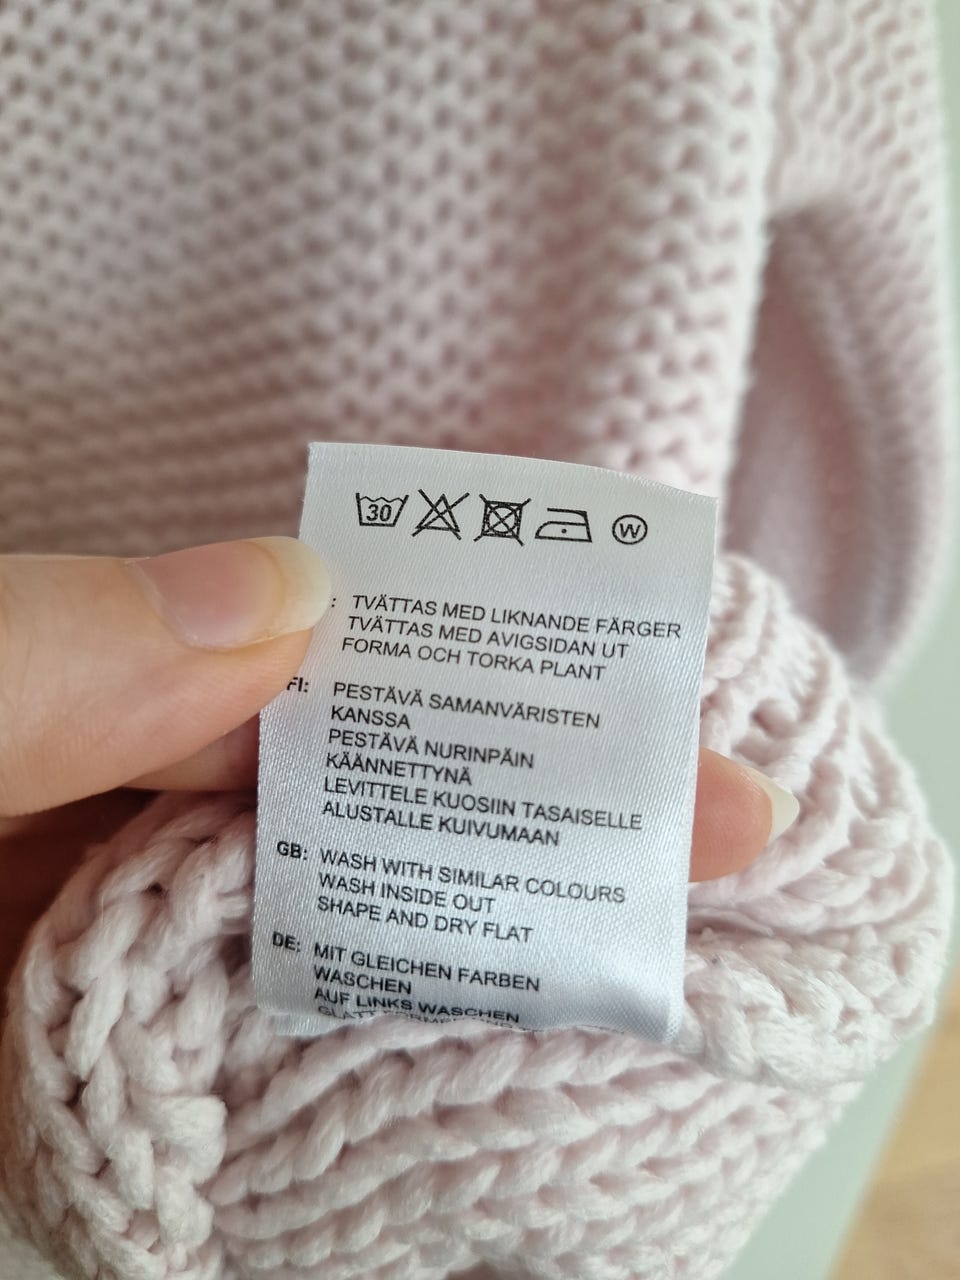 30 W
: TVÄTTAS MED LIKNANDE FÄRGER
TVÄTTAS MED AVIGSIDAN UT
FORMA OCH TORKA PLANT
FI: PESTÄVÄ SAMANVÄRISTEN
KANSSA
PESTÄVÄ NURINPÄIN
KÄÄNNETTYNÄ
LEVITTELE KUOSIIN TASAISELLE
ALUSTALLE KUIVUMAAN
GB: WASH WITH SIMILAR COLOURS
WASH INSIDE OUT
SHAPE AND DRY FLAT
DE: MIT GLEICHEN FARBEN
WASCHEN
AUF LINKS WASCHEN
GLATT